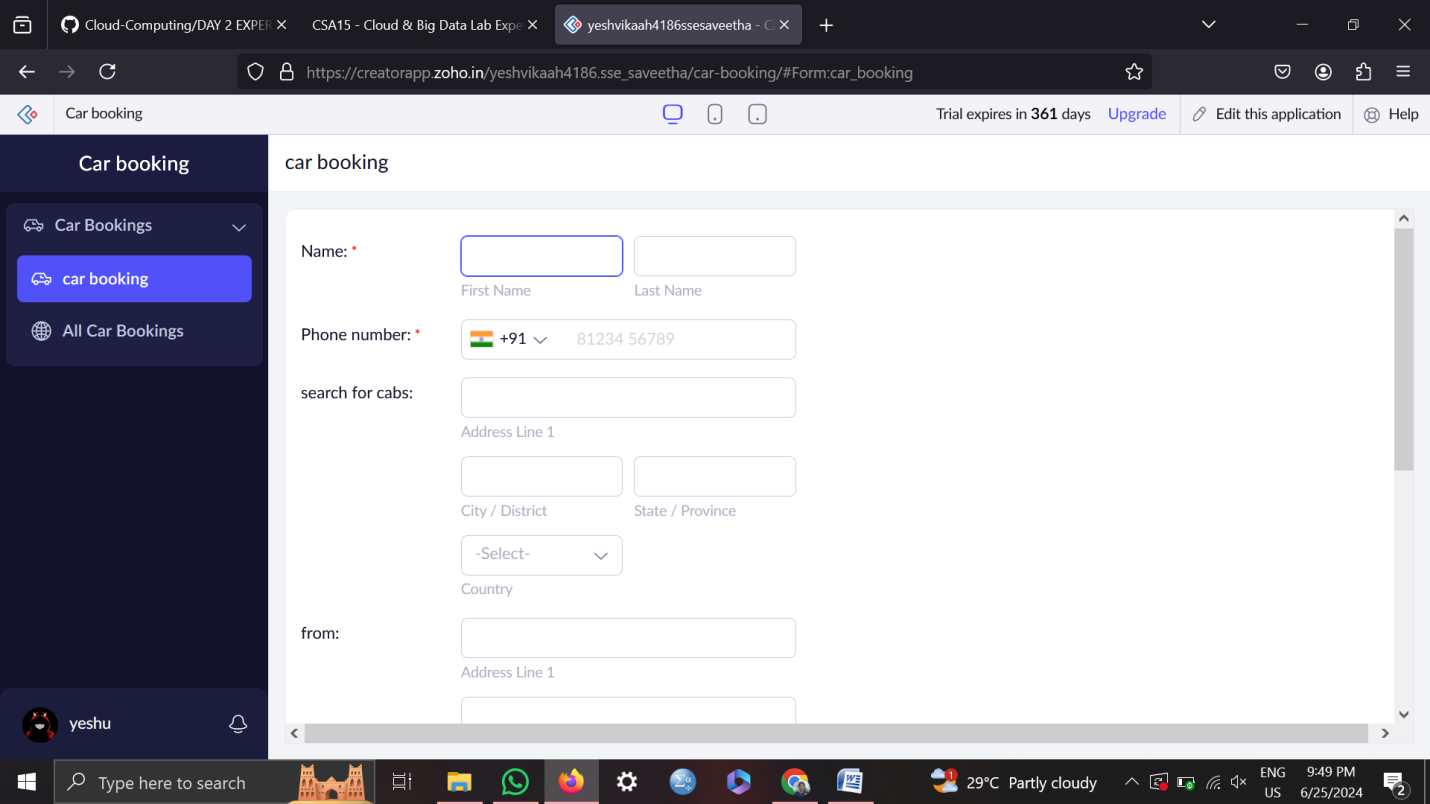 Cloud-Computing/DAY 2 EXPER
CSA15 - Cloud & Big Data Lab Expe
yeshvikaah4186ssesaveetha - C
https://creatorapp.zoho.in/yeshvikaah4186.sse_saveetha/car-booking/#Form:car_booking
Car booking
Trial expires in 361 days
Upgrade
Edit this application
Help
Car booking
Car Bookings
car booking
All Car Bookings
yeshu
car booking
Name: *
First Name
Last Name
Phone number: *
+91
81234 56789
search for cabs:
Address Line 1
City / District
State / Province
-Select-
Country
from:
Address Line 1
Type here to search
1
29°C Partly cloudy
ENG
US
9:49 PM
6/25/2024
2